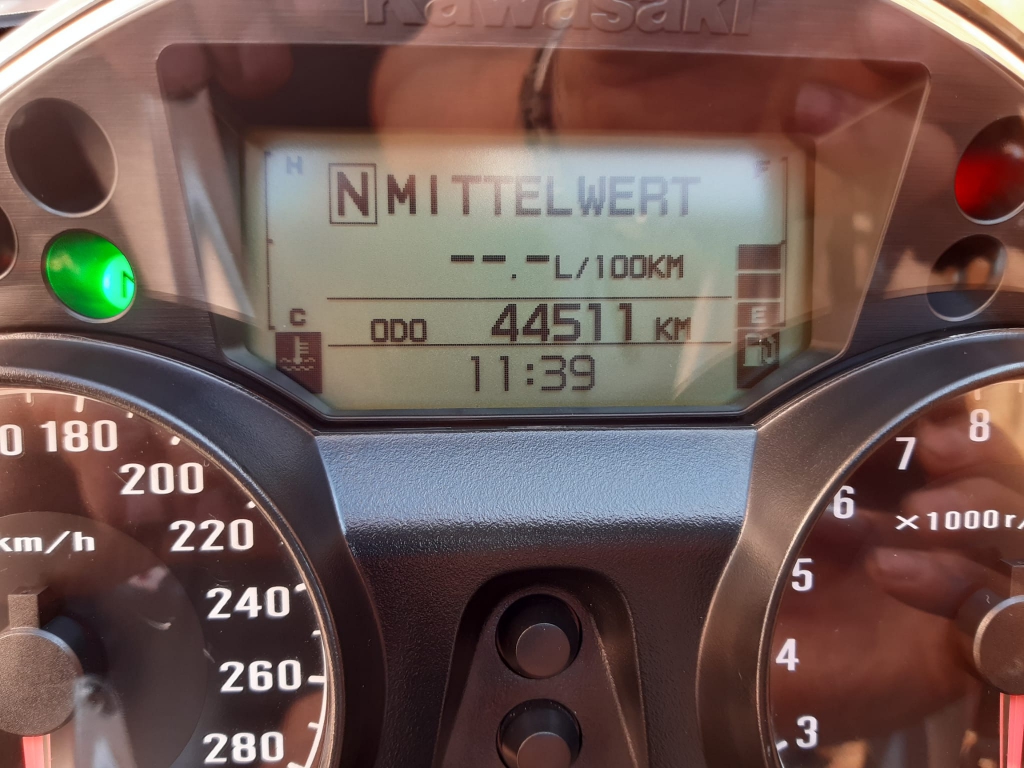 Kawasaki
H F
N MITTELWERT
--.- L/100KM
C E
ODO 44511 KM
11:39
180
200
220
km/h
240
260
280
8
7
6
×1000r/
5
4
3